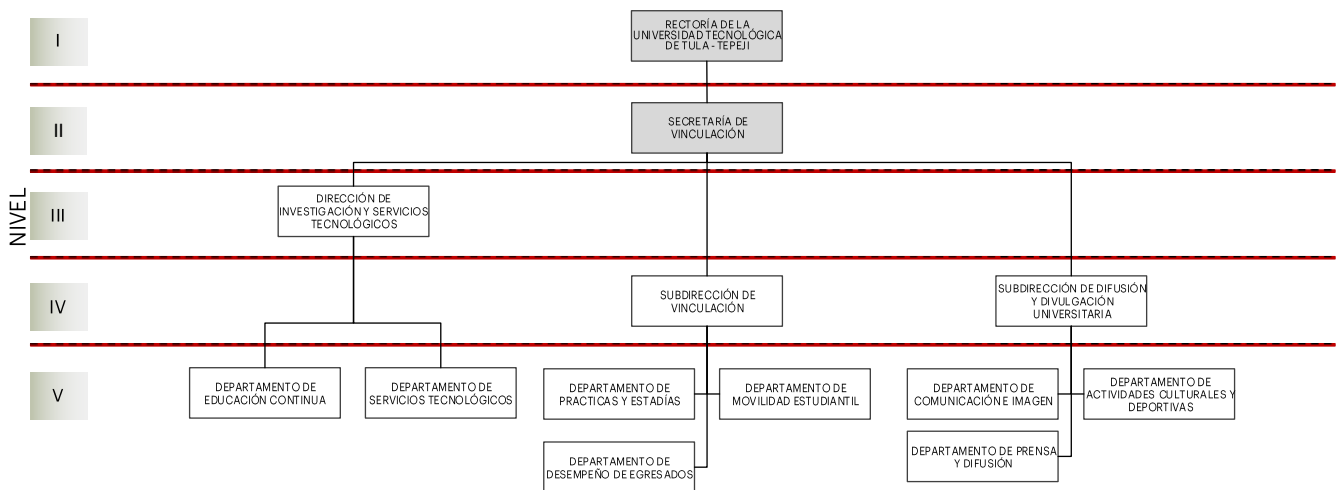 I
RECTORÍA DE LA
UNIVERSIDAD TECNOLÓGICA
DE TULA - TEPEJI
II
SECRETARÍA DE
VINCULACIÓN
NIVEL
III
DIRECCIÓN DE
INVESTIGACIÓN Y SERVICIOS
TECNOLÓGICOS
IV
SUBDIRECCIÓN DE
VINCULACIÓN
SUBDIRECCIÓN DE DIFUSIÓN
Y DIVULGACIÓN
UNIVERSITARIA
V
DEPARTAMENTO DE
EDUCACIÓN CONTINUA
DEPARTAMENTO DE
SERVICIOS TECNOLÓGICOS
DEPARTAMENTO DE
PRACTICAS Y ESTADÍAS
DEPARTAMENTO DE
MOVILIDAD ESTUDIANTIL
DEPARTAMENTO DE
COMUNICACIÓN E IMAGEN
DEPARTAMENTO DE
ACTIVIDADES CULTURALES Y
DEPORTIVAS
DEPARTAMENTO DE
DESEMPEÑO DE EGRESADOS
DEPARTAMENTO DE PRENSA
Y DIFUSIÓN